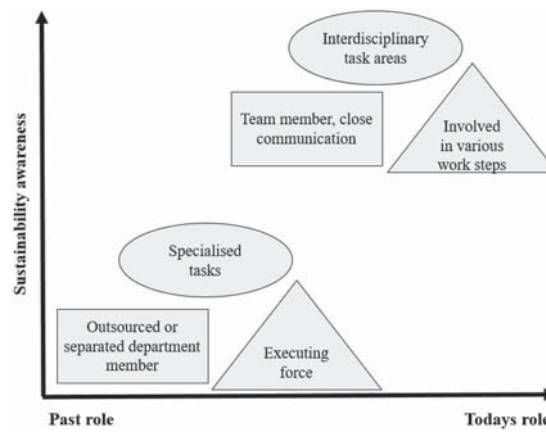 Interdisciplinary
task areas
Team member, close
communication
Involved
in various
work steps
Sustainability awareness
Specialised
tasks
Outsourced or
separated department
member
Executing
force
Past role
Todays role